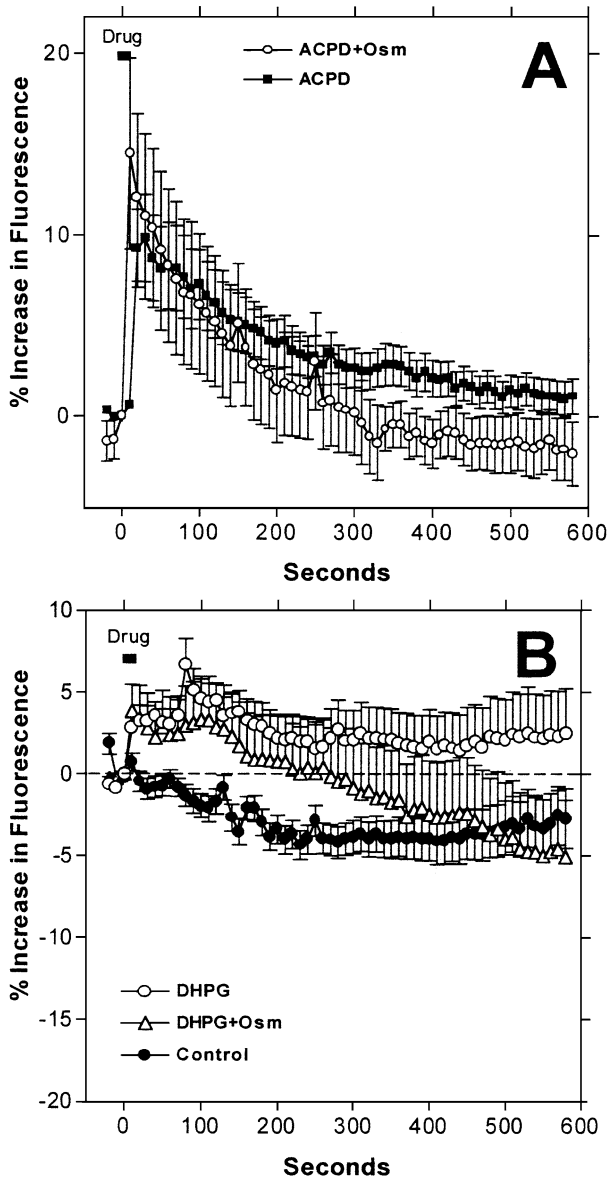 Drug
ACPD+Osm
ACPD
A
20
10
0
% Increase in Fluorescence
0 100 200 300 400 500 600
Seconds
10
Drug
B
5
0
-5
-10
-15
-20
% Increase in Fluorescence
DHPG
DHPG+Osm
Control
0 100 200 300 400 500 600
Seconds